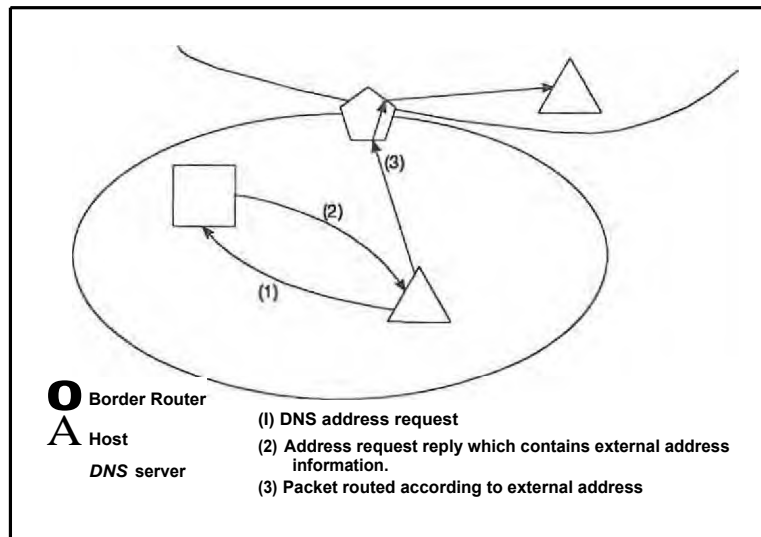 (3)
(2)
(1)
O Border Router
A Host
DNS server
(I) DNS address request
(2) Address request reply which contains external address
information.
(3) Packet routed according to external address